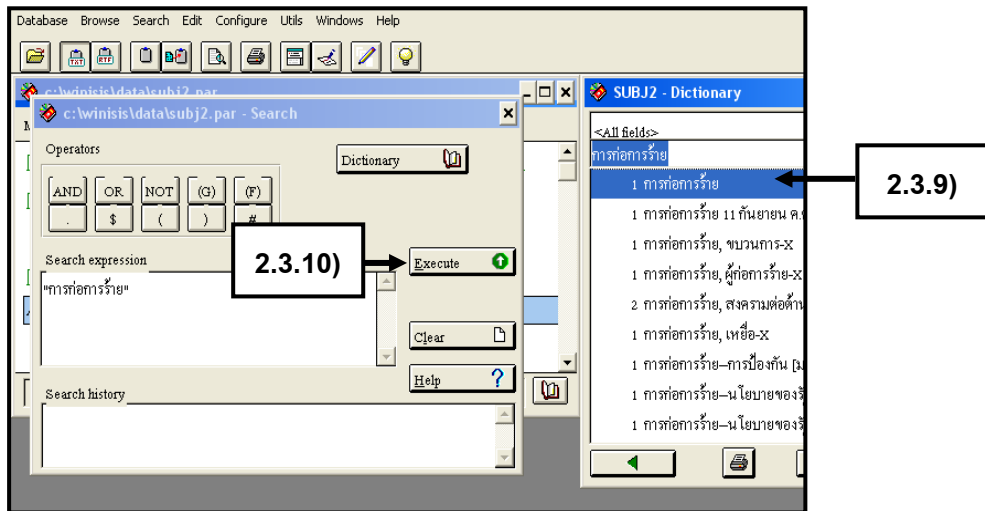 Database Browse Search Edit Configure Utils Windows Help
TXT RTF
c:\winisis\data\subj2.par
c:\winisis\data\subj2.par - Search
Operators
Dictionary
AND OR NOT (G) (F)
. $ ( ) #
Search expression
"การก่อการร้าย"
2.3.10)
Execute
Clear
Help ?
Search history
SUBJ2 - Dictionary
<All fields>
การก่อการร้าย
1 การก่อการร้าย
1 การก่อการร้าย 11 กันยายน ค.
1 การก่อการร้าย, ขบวนการ-X
1 การก่อการร้าย, ผู้ก่อการร้าย-X
2 การก่อการร้าย, สงครามต่อต้าน
1 การก่อการร้าย, เหยื่อ-X
1 การก่อการร้าย--การป้องกัน [ม
1 การก่อการร้าย--นโยบายของรั
1 การก่อการร้าย--นโยบายของรั
2.3.9)